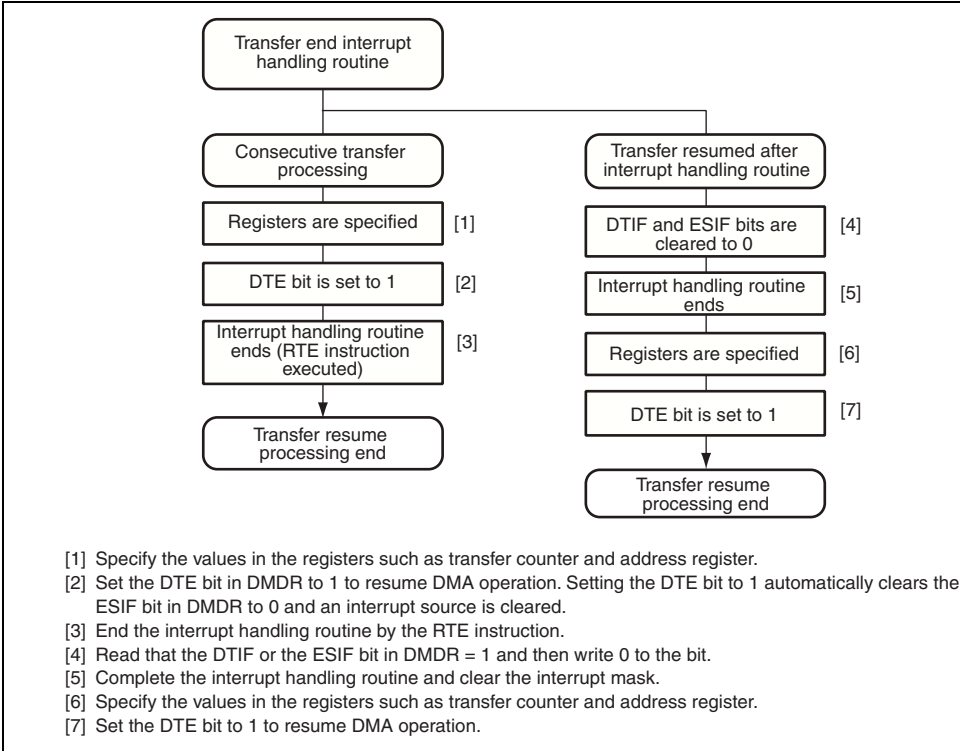 Transfer end interrupt
handling routine
Consecutive transfer
processing
Registers are specified
[1]
DTE bit is set to 1
[2]
Interrupt handling routine
ends (RTE instruction
executed)
[3]
Transfer resume
processing end
Transfer resumed after
interrupt handling routine
DTIF and ESIF bits are
cleared to 0
[4]
Interrupt handling routine
ends
[5]
Registers are specified
[6]
DTE bit is set to 1
[7]
Transfer resume
processing end
[1] Specify the values in the registers such as transfer counter and address register.
[2] Set the DTE bit in DMDR to 1 to resume DMA operation. Setting the DTE bit to 1 automatically clears the
ESIF bit in DMDR to 0 and an interrupt source is cleared.
[3] End the interrupt handling routine by the RTE instruction.
[4] Read that the DTIF or the ESIF bit in DMDR = 1 and then write 0 to the bit.
[5] Complete the interrupt handling routine and clear the interrupt mask.
[6] Specify the values in the registers such as transfer counter and address register.
[7] Set the DTE bit to 1 to resume DMA operation.